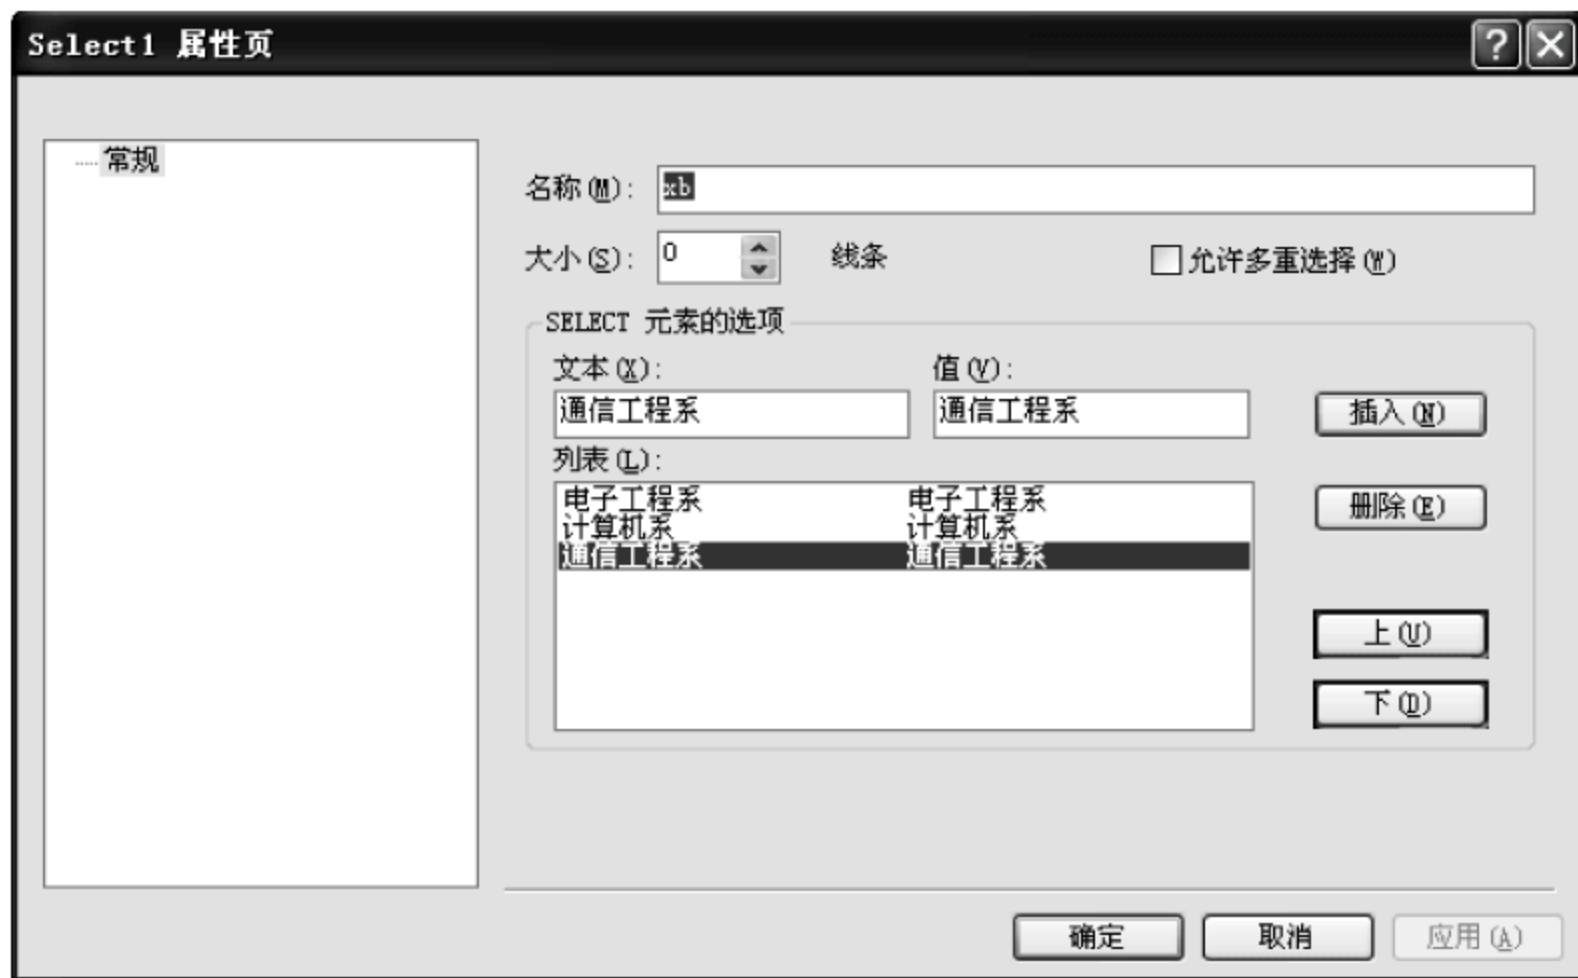 Select1 属性页
常规
名称(M): xb
大小(S): 0 线条 允许多重选择(W)
SELECT 元素的选项
文本(X): 值(V):
通信工程系 通信工程系 插入(N)
列表(L):
电子工程系 电子工程系 删除(E)
计算机系 计算机系
通信工程系 通信工程系
上(U)
下(D)
确定 取消 应用(A)